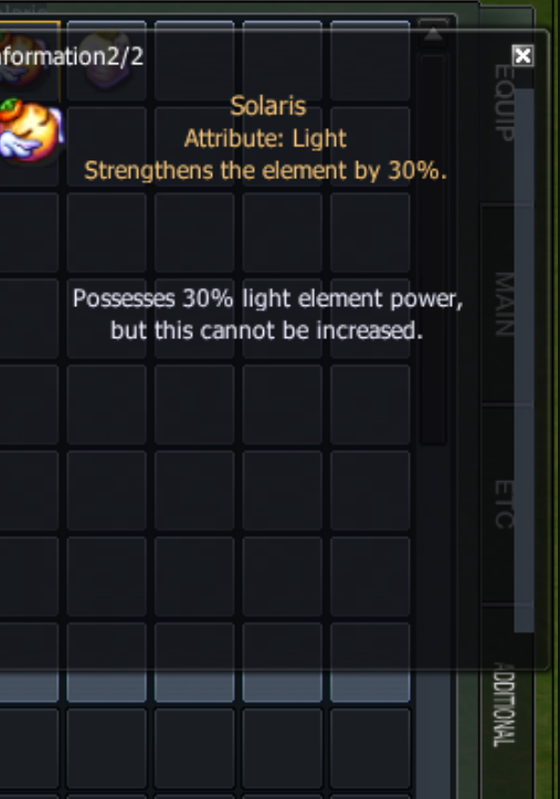 nformation2/2
Solaris
Attribute: Light
Strengthens the element by 30%.
Possesses 30% light element power,
but this cannot be increased.
EQUIP
MAIN
ETC
ADDITIONAL